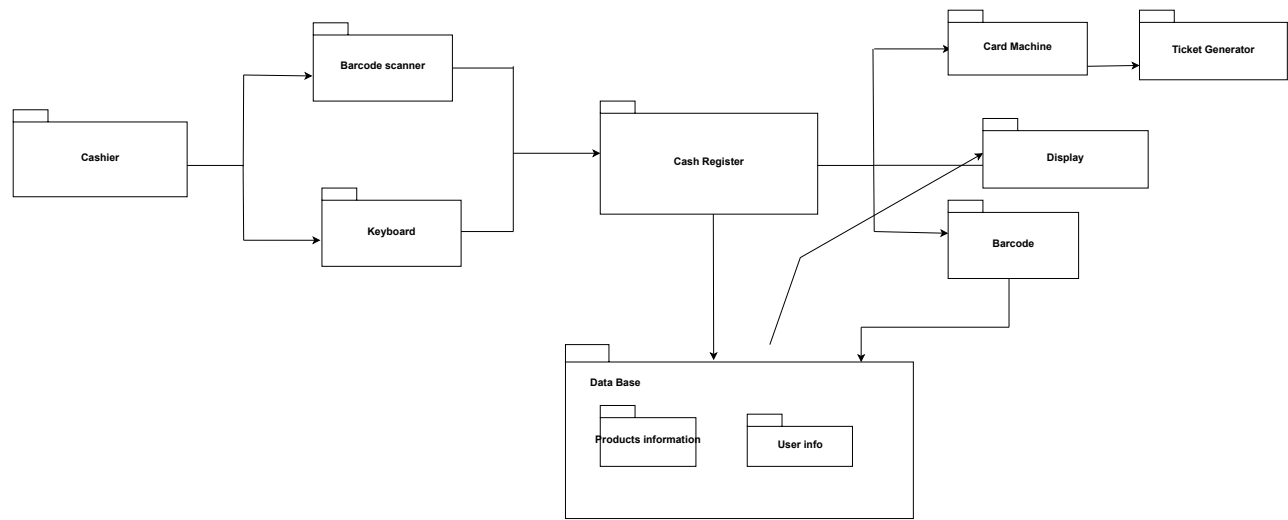 Card Machine
Ticket Generator
Barcode scanner
Cashier
Cash Register
Display
Keyboard
Barcode
Data Base
Products information
User info